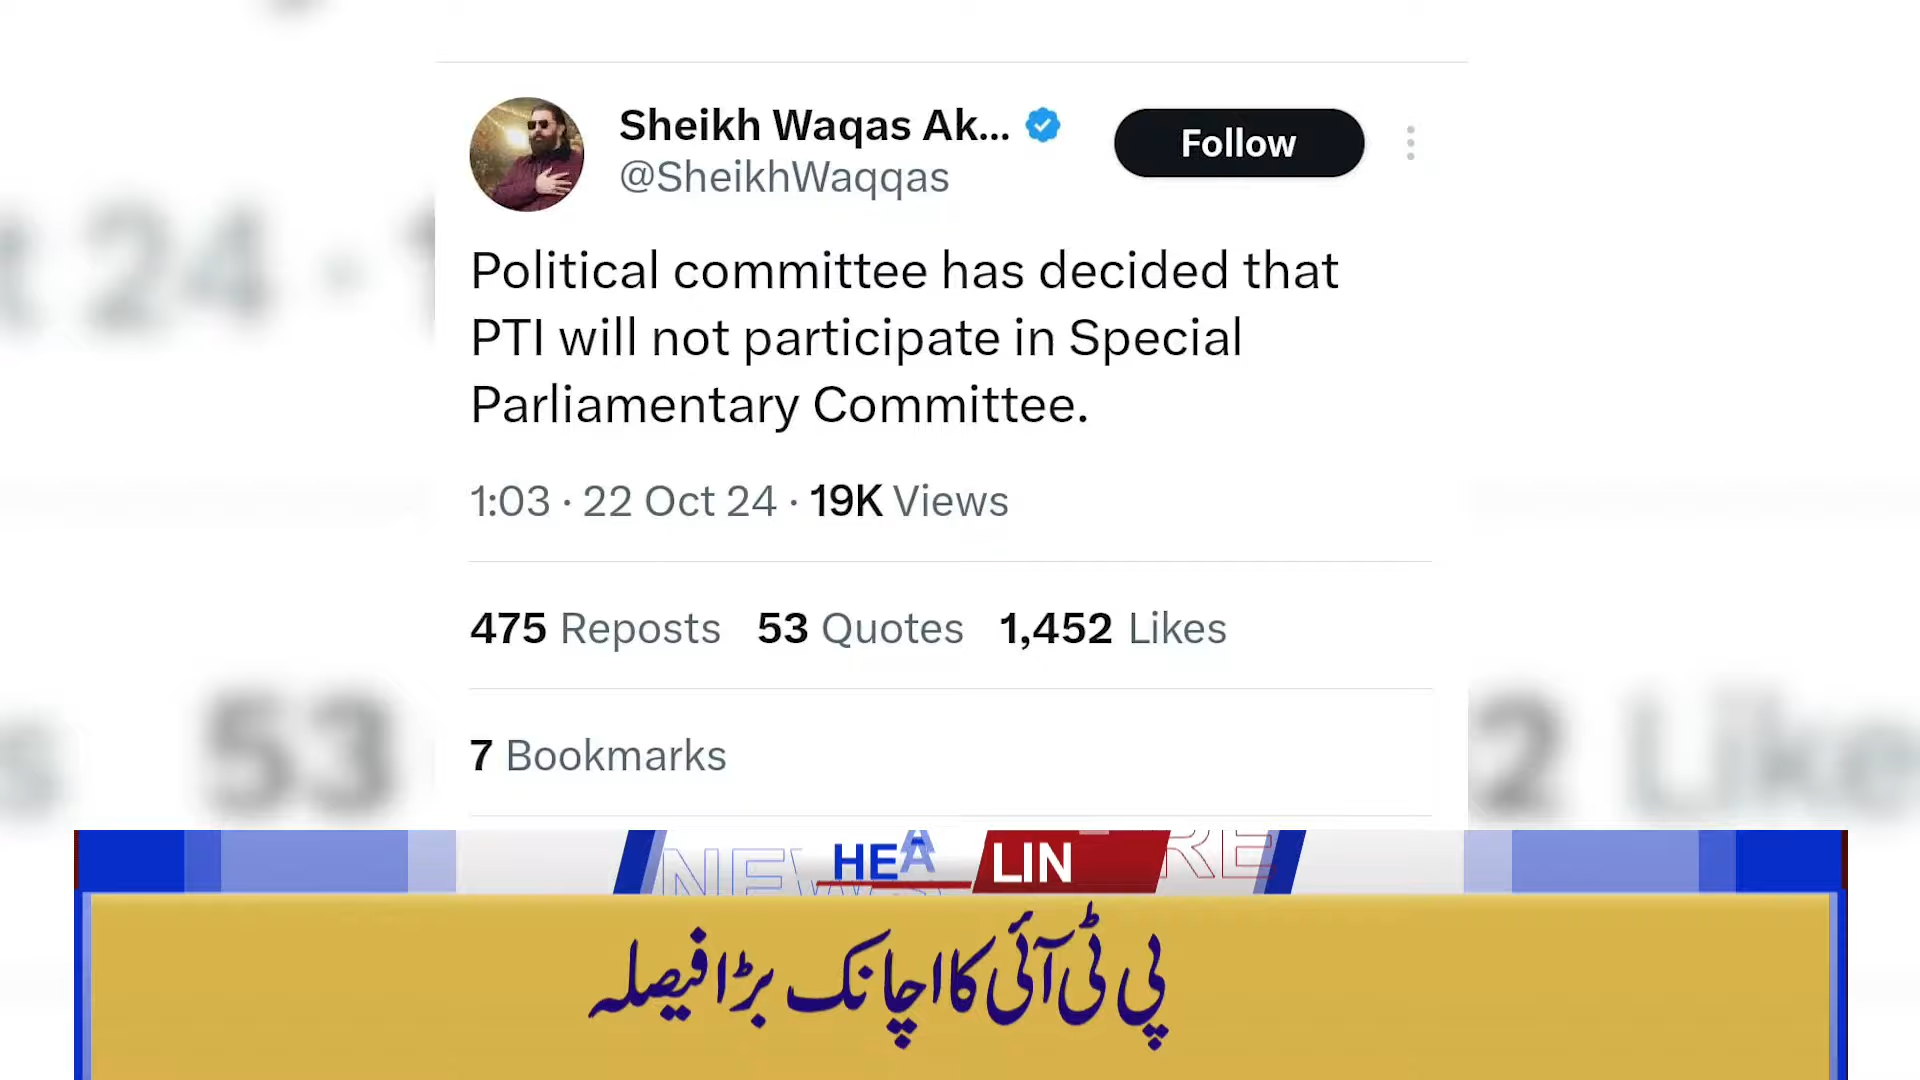 Sheikh Waqas Ak...
@SheikhWaqqas
Follow
Political committee has decided that
PTI will not participate in Special
Parliamentary Committee.
1:03 · 22 Oct 24 · 19K Views
475 Reposts 53 Quotes 1,452 Likes
7 Bookmarks
HEA LIN
پی ٹی آئی کا اچانک بڑا فیصلہ